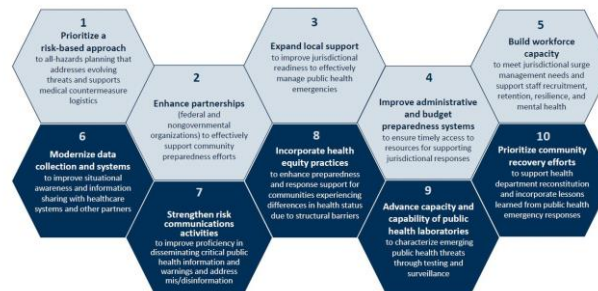 1
Prioritize
a risk-based approach
to all-hazards planning that
addresses evolving
threats and supports
medical countermeasure
logistics
2
Enhance partnerships
(federal and
nongovernmental
organizations) to effectively
support community
preparedness efforts
3
Expand local support
to improve jurisdictional
readiness to effectively
manage public health
emergencies
4
Improve administrative
and budget
preparedness systems
to ensure timely access to
resources for supporting
jurisdictional responses
5
Build workforce
capacity
to meet jurisdictional surge
management needs and
support staff recruitment,
retention, resilience, and
mental health
6
Modernize data
collection and systems
to improve situational
awareness and information
sharing with healthcare
systems and other partners
7
Strengthen risk
communications
activities
to improve proficiency in
disseminating critical public
health information and
warnings and address
mis/disinformation
8
Incorporate health
equity practices
to enhance preparedness
and response support for
communities experiencing
differences in health status
due to structural barriers
9
Advance capacity and
capability of public
health laboratories
to characterize emerging
public health threats
through testing and
surveillance
10
Prioritize community
recovery efforts
to support health
department reconstitution
and incorporate lessons
learned from public health
emergency responses